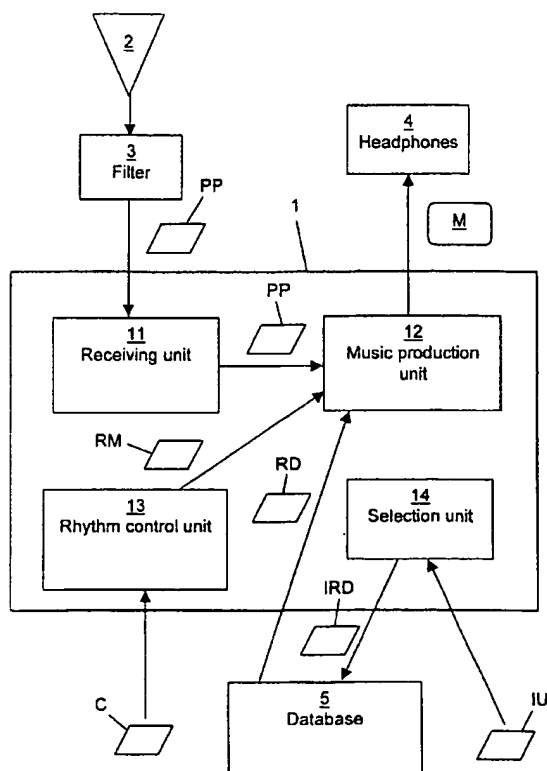 2
4
Headphones
3
Filter
PP
1
M
PP
11
Receiving unit
12
Music production
unit
RM
RD
13
Rhythm control unit
14
Selection unit
IRD
C
5
Database
IU